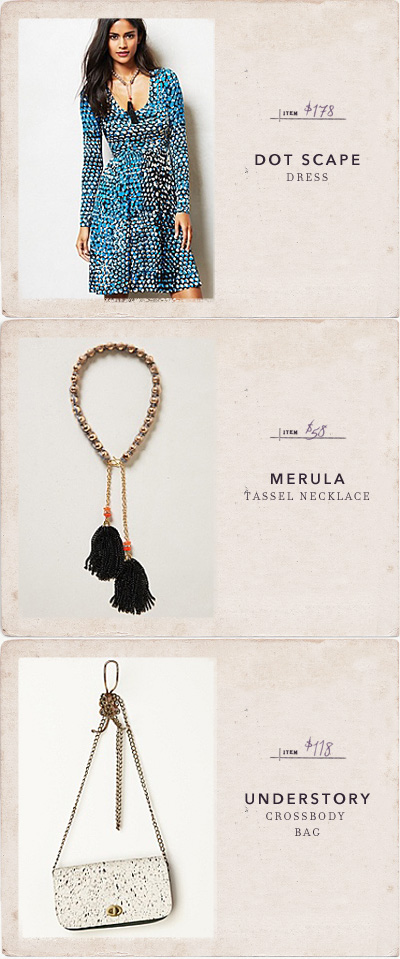 ITEM $178
DOT SCAPE
DRESS
ITEM $58
MERULA
TASSEL NECKLACE
ITEM $118
UNDERSTORY
CROSSBODY
BAG